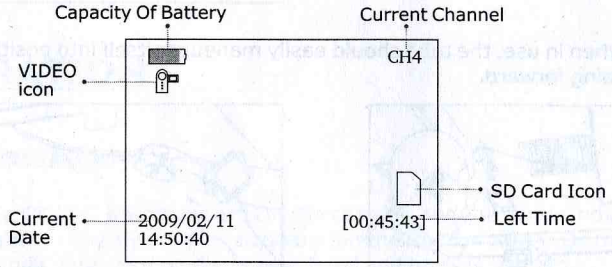 Capacity Of Battery
Current Channel
CH4
VIDEO
icon
SD Card Icon
Current
Date
2009/02/11
14:50:40
[00:45:43]
Left Time